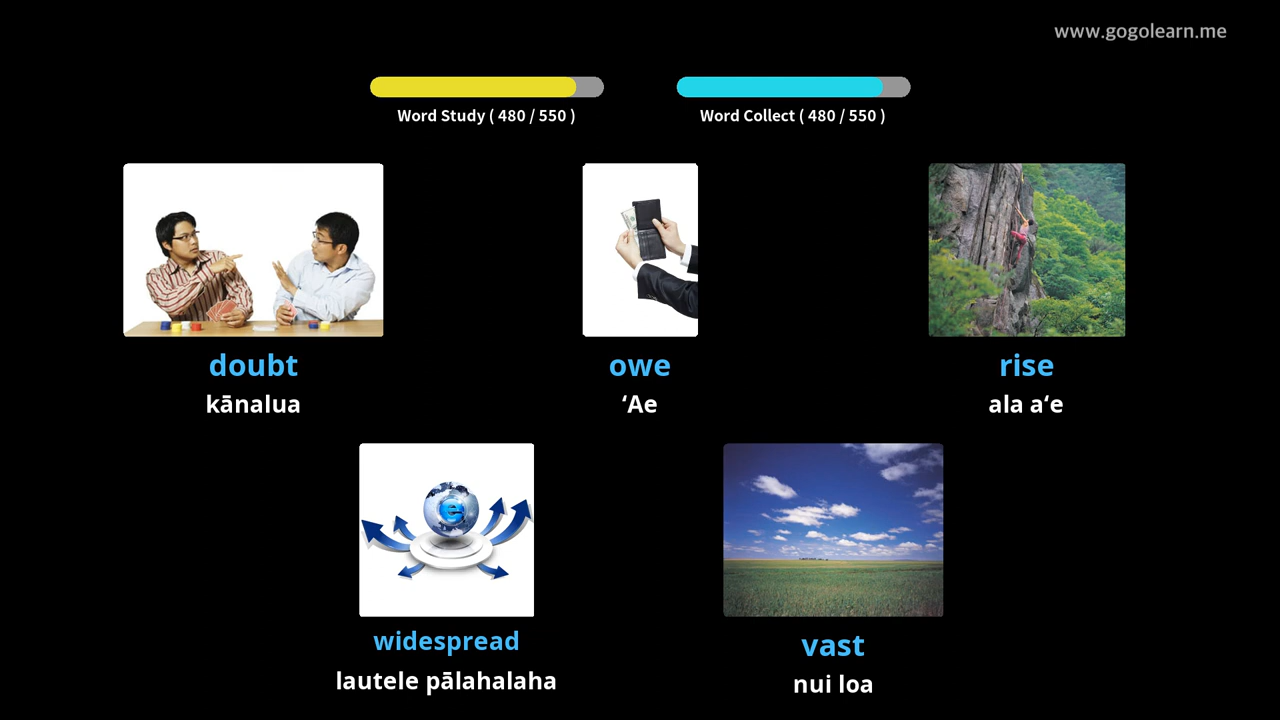 www.gogolearn.me
Word Study ( 480 / 550 )
Word Collect ( 480 / 550 )
doubt
kānalua
owe
ʻAe
rise
ala aʻe
widespread
lautele pālahalaha
vast
nui loa